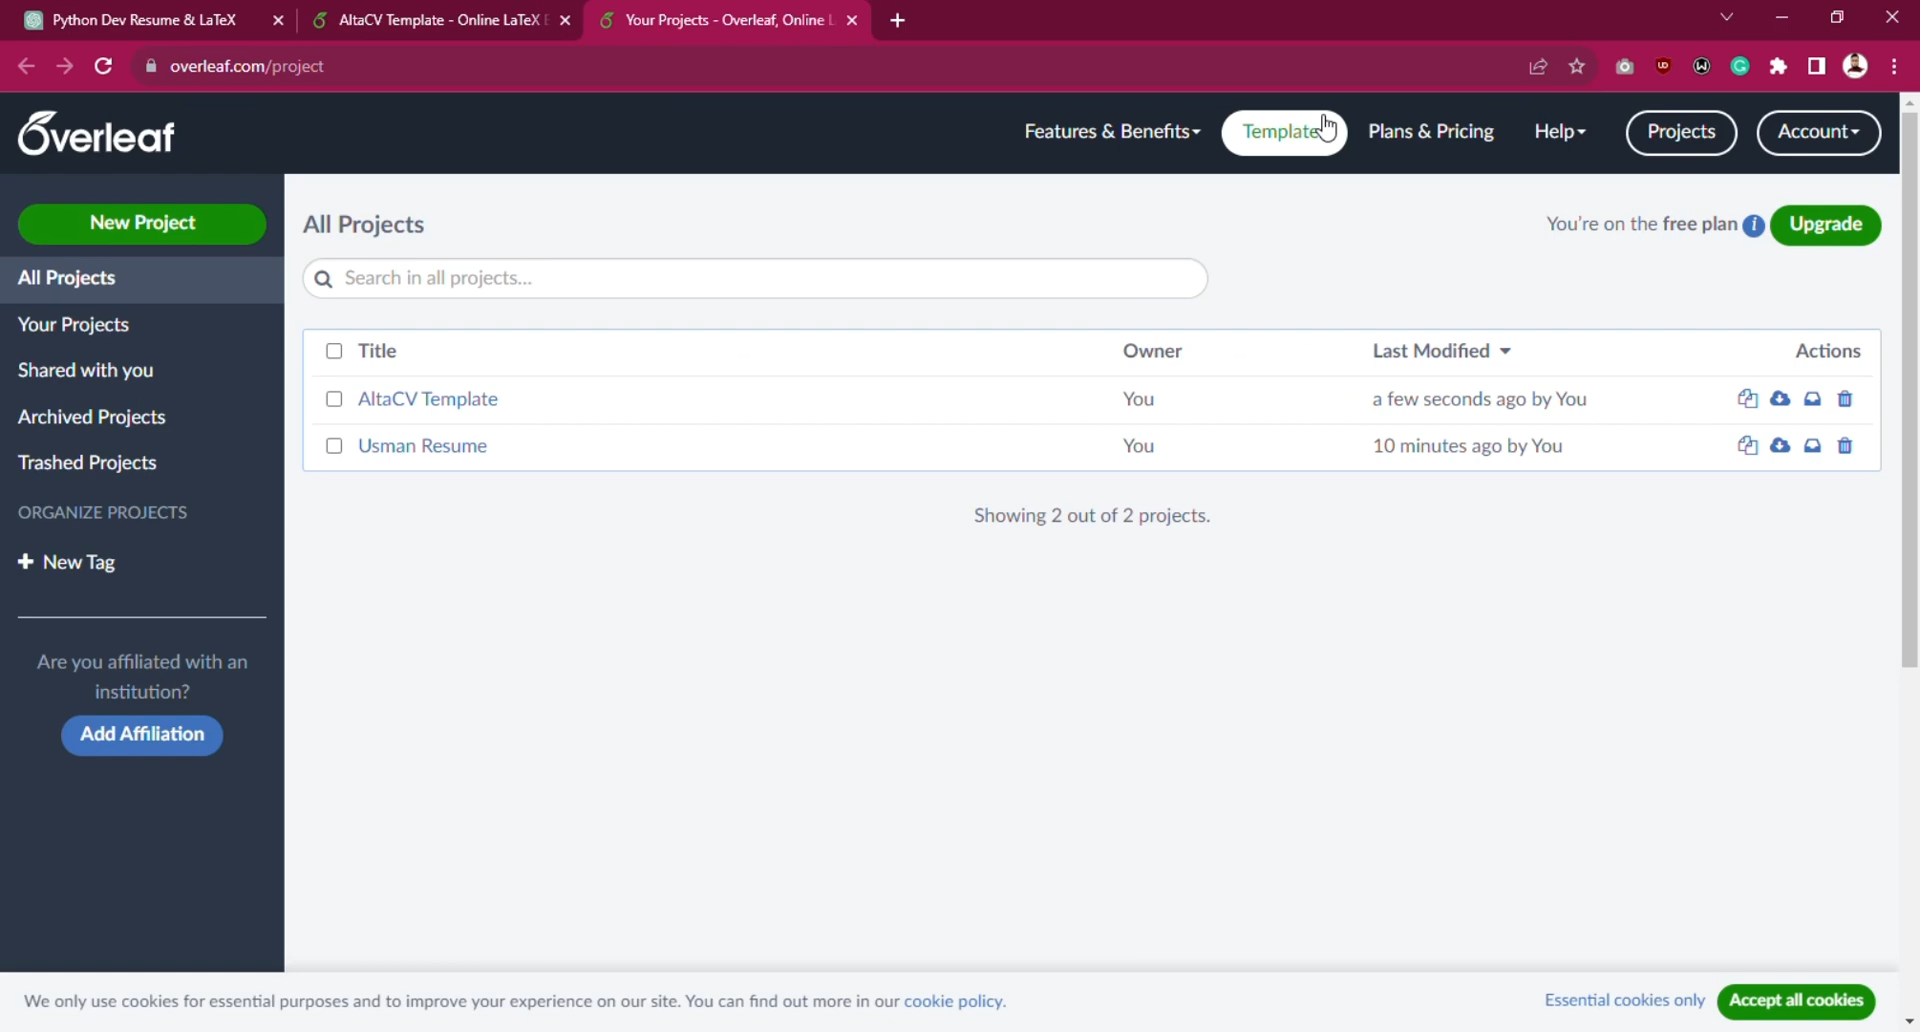 Python Dev Resume & LaTeX
AltaCV Template - Online LaTeX E
Your Projects - Overleaf, Online L
overleaf.com/project
Overleaf
Features & Benefits
Template
Plans & Pricing
Help
Projects
Account
New Project
All Projects
Your Projects
Shared with you
Archived Projects
Trashed Projects
ORGANIZE PROJECTS
+ New Tag
Are you affiliated with an
institution?
Add Affiliation
All Projects
You're on the free plan i
Upgrade
Search in all projects...
Title Owner Last Modified Actions
AltaCV Template You a few seconds ago by You
Usman Resume You 10 minutes ago by You
Showing 2 out of 2 projects.
We only use cookies for essential purposes and to improve your experience on our site. You can find out more in our cookie policy.
Essential cookies only
Accept all cookies